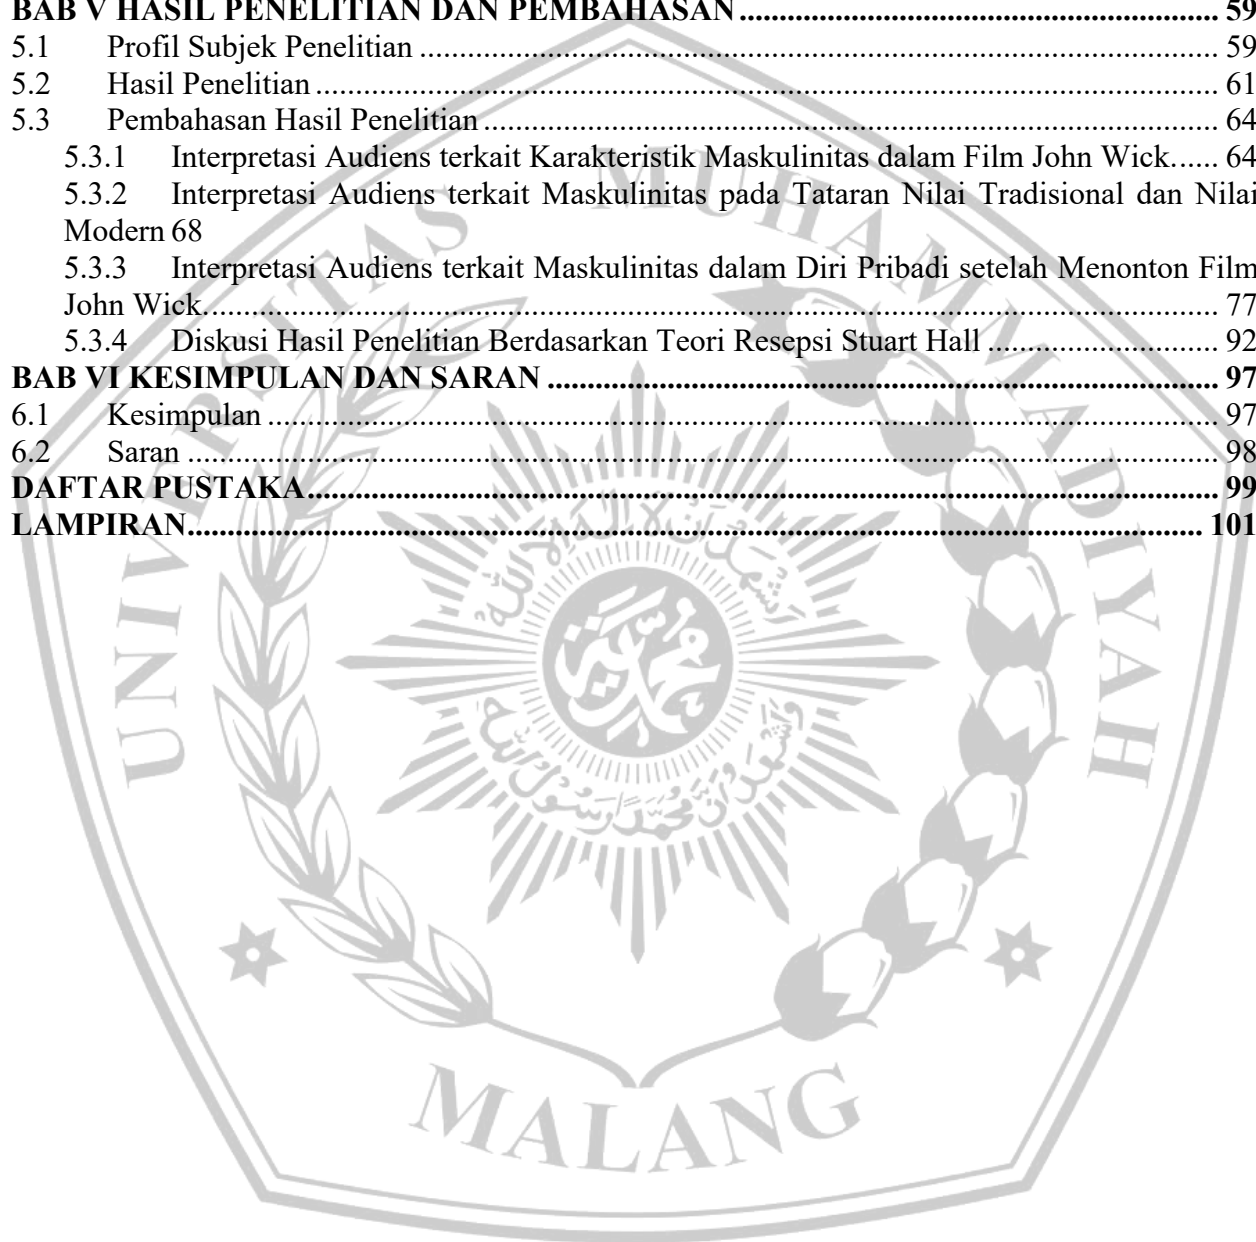 BAB V HASIL PENELITIAN DAN PEMBAHASAN ........ 59
5.1 Profil Subjek Penelitian ........ 59
5.2 Hasil Penelitian ........ 61
5.3 Pembahasan Hasil Penelitian ........ 64
5.3.1 Interpretasi Audiens terkait Karakteristik Maskulinitas dalam Film John Wick. ........ 64
5.3.2 Interpretasi Audiens terkait Maskulinitas pada Tataran Nilai Tradisional dan Nilai
Modern 68
5.3.3 Interpretasi Audiens terkait Maskulinitas dalam Diri Pribadi setelah Menonton Film
John Wick. ........ 77
5.3.4 Diskusi Hasil Penelitian Berdasarkan Teori Resepsi Stuart Hall ........ 92
BAB VI KESIMPULAN DAN SARAN ........ 97
6.1 Kesimpulan ........ 97
6.2 Saran ........ 98
DAFTAR PUSTAKA ........ 99
LAMPIRAN ........ 101
UNIVERSITAS MUHAMMADIYAH
MALANG